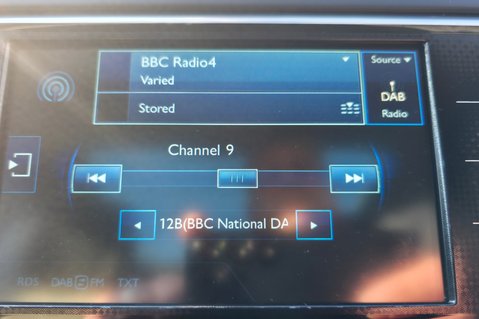 BBC Radio4
Varied
Source
Stored
DAB
Radio
Channel 9
12B(BBC National DA
RDS DAB FM TXT